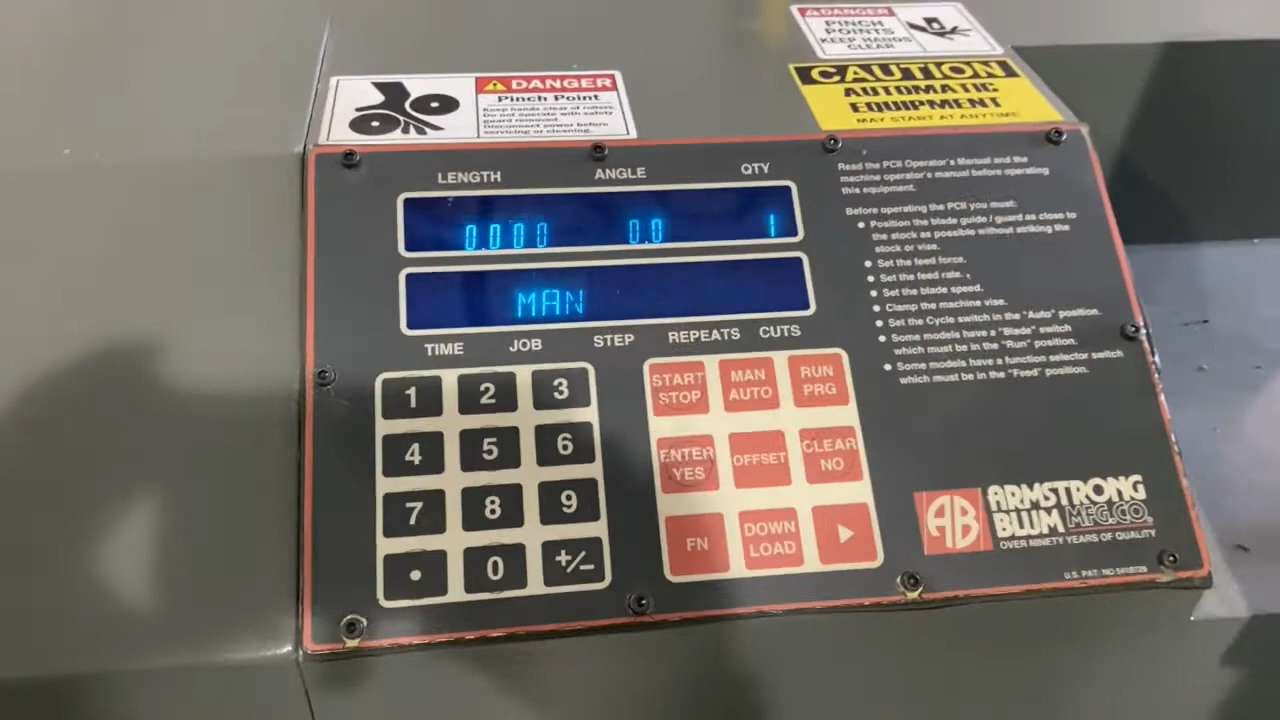 DANGER
PINCH
POINTS
KEEP HANDS
CLEAR
DANGER
Pinch Point
Keep hands clear of rollers.
Do not operate with safety
guard removed.
Disconnect power before
servicing or cleaning.
CAUTION
AUTOMATIC
EQUIPMENT
MAY START AT ANYTIME
LENGTH ANGLE QTY
0.000 0.0 1
MAN
TIME JOB STEP REPEATS CUTS
1 2 3
4 5 6
7 8 9
. 0 +/-
START
STOP
MAN
AUTO
RUN
PRG
ENTER
YES
OFFSET
CLEAR
NO
FN
DOWN
LOAD
Read the PCII Operator's Manual and the
machine operator's manual before operating
this equipment.
Before operating the PCII you must:
● Position the blade guide / guard as close to
the stock as possible without striking the
stock or vise.
● Set the feed force.
● Set the feed rate.
● Set the blade speed.
● Clamp the machine vise.
● Set the Cycle switch in the "Auto" position.
● Some models have a "Blade" switch
which must be in the "Run" position.
● Some models have a function selector switch
which must be in the "Feed" position.
AB
ARMSTRONG
BLUM MFG.CO.
OVER NINETY YEARS OF QUALITY
U.S. PAT. NO